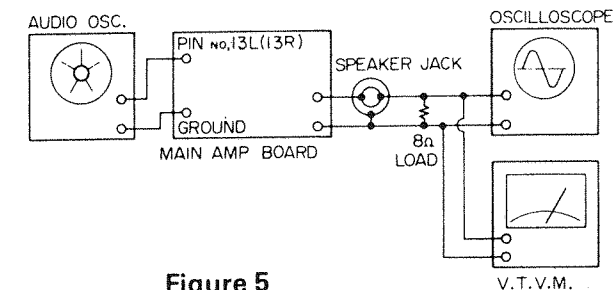 AUDIO OSC.
OSCILLOSCOPE
PIN NO,13L(13R)
SPEAKER JACK
GROUND
MAIN AMP BOARD
8Ω
LOAD
Figure 5
V.T.V.M.